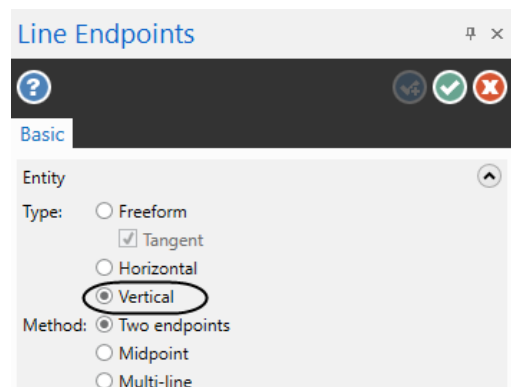 Line Endpoints
Basic
Entity
Type: Freeform
Tangent
Horizontal
Vertical
Method: Two endpoints
Midpoint
Multi-line